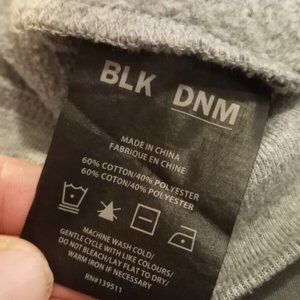 BLK DNM
MADE IN CHINA
FABRIQUE EN CHINE
60% COTTON/40% POLYESTER
60% COTTON/40% POLYESTER
MACHINE WASH COLD/
GENTLE CYCLE WITH LIKE COLOURS/
DO NOT BLEACH/LAY FLAT TO DRY/
WARM IRON IF NECESSARY
RN#139511